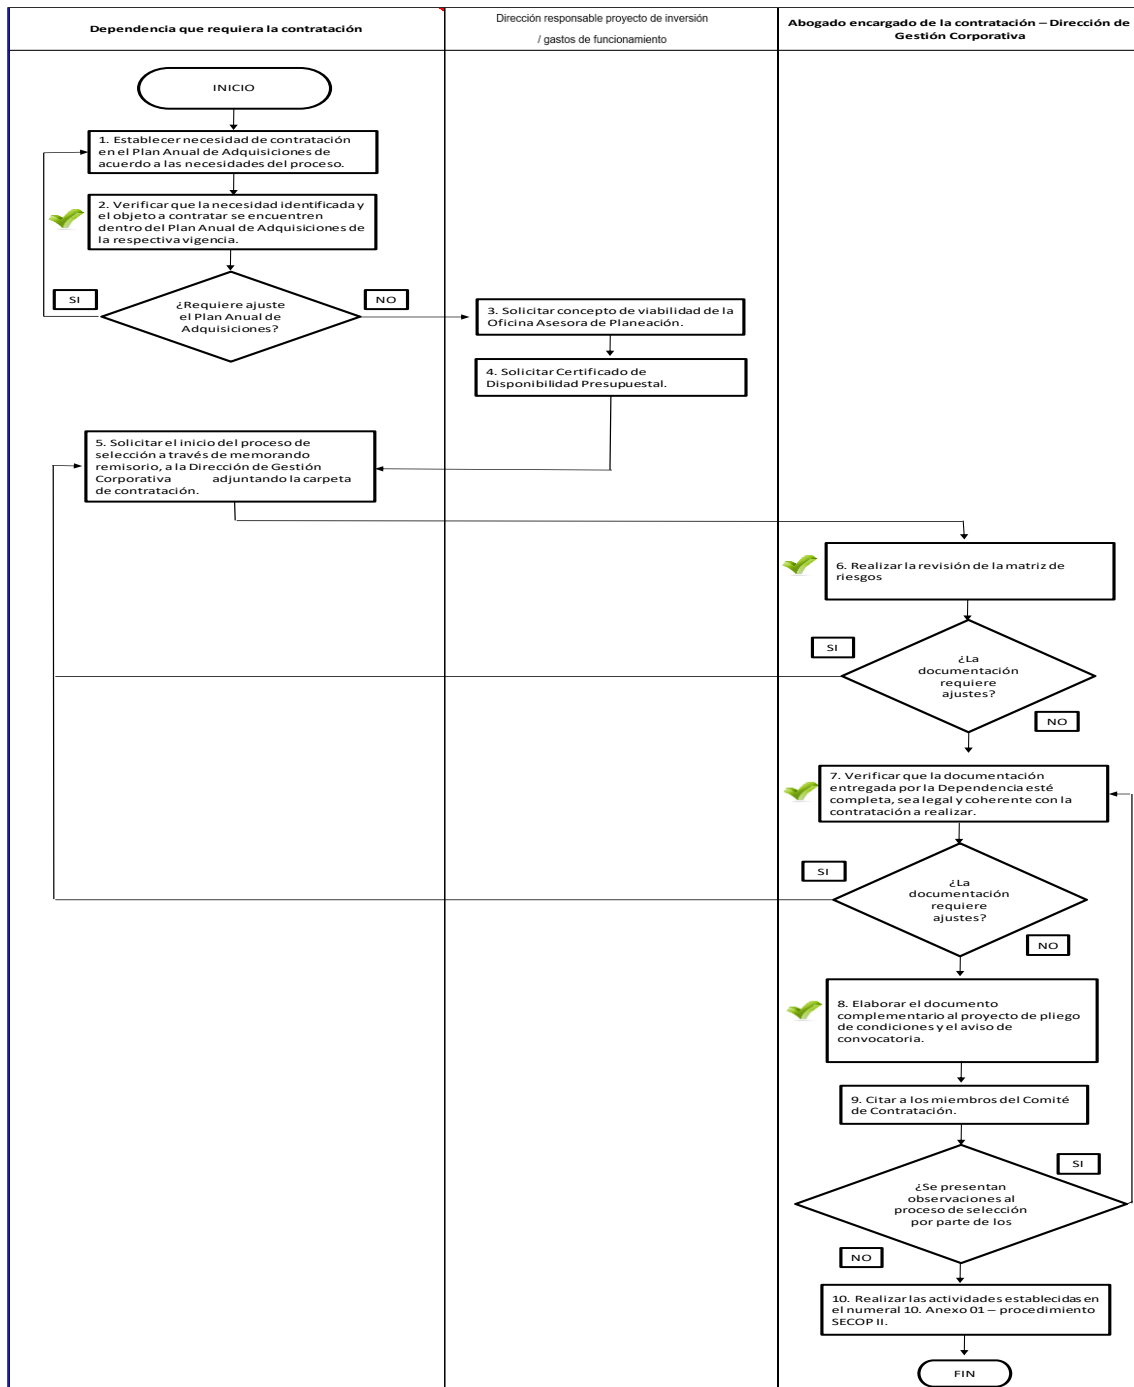 Dependencia que requiera la contratación
Dirección responsable proyecto de inversión
/ gastos de funcionamiento
Abogado encargado de la contratación – Dirección de
Gestión Corporativa
INICIO
1. Establecer necesidad de contratación
en el Plan Anual de Adquisiciones de
acuerdo a las necesidades del proceso.
2. Verificar que la necesidad identificada y
el objeto a contratar se encuentren
dentro del Plan Anual de Adquisiciones de
la respectiva vigencia.
SI
¿Requiere ajuste
el Plan Anual de
Adquisiciones?
NO
3. Solicitar concepto de viabilidad de la
Oficina Asesora de Planeación.
4. Solicitar Certificado de
Disponibilidad Presupuestal.
5. Solicitar el inicio del proceso de
selección a través de memorando
remisorio, a la Dirección de Gestión
Corporativa adjuntando la carpeta
de contratación.
6. Realizar la revisión de la matriz de
riesgos
SI
¿La
documentación
requiere
ajustes?
NO
7. Verificar que la documentación
entregada por la Dependencia esté
completa, sea legal y coherente con la
contratación a realizar.
SI
¿La
documentación
requiere
ajustes?
NO
8. Elaborar el documento
complementario al proyecto de pliego
de condiciones y el aviso de
convocatoria.
9. Citar a los miembros del Comité
de Contratación.
SI
¿Se presentan
observaciones al
proceso de selección
por parte de los
NO
10. Realizar las actividades establecidas en
el numeral 10. Anexo 01 – procedimiento
SECOP II.
FIN